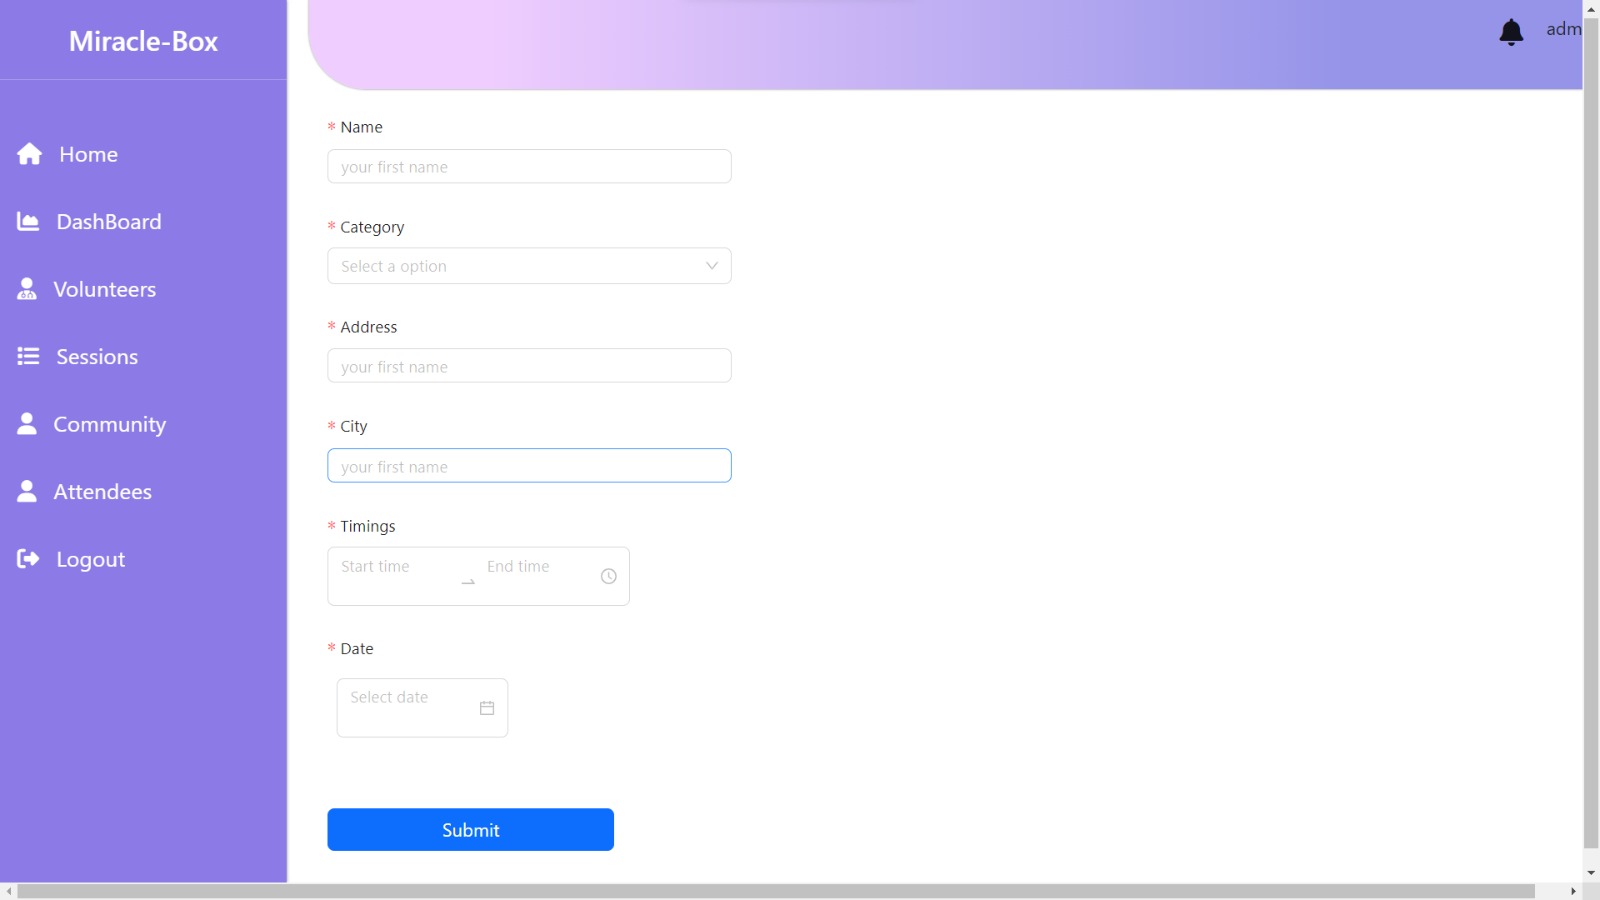 Miracle-Box
adm
Home
DashBoard
Volunteers
Sessions
Community
Attendees
Logout
* Name
your first name
* Category
Select a option
* Address
your first name
* City
your first name
* Timings
Start time
End time
* Date
Select date
Submit